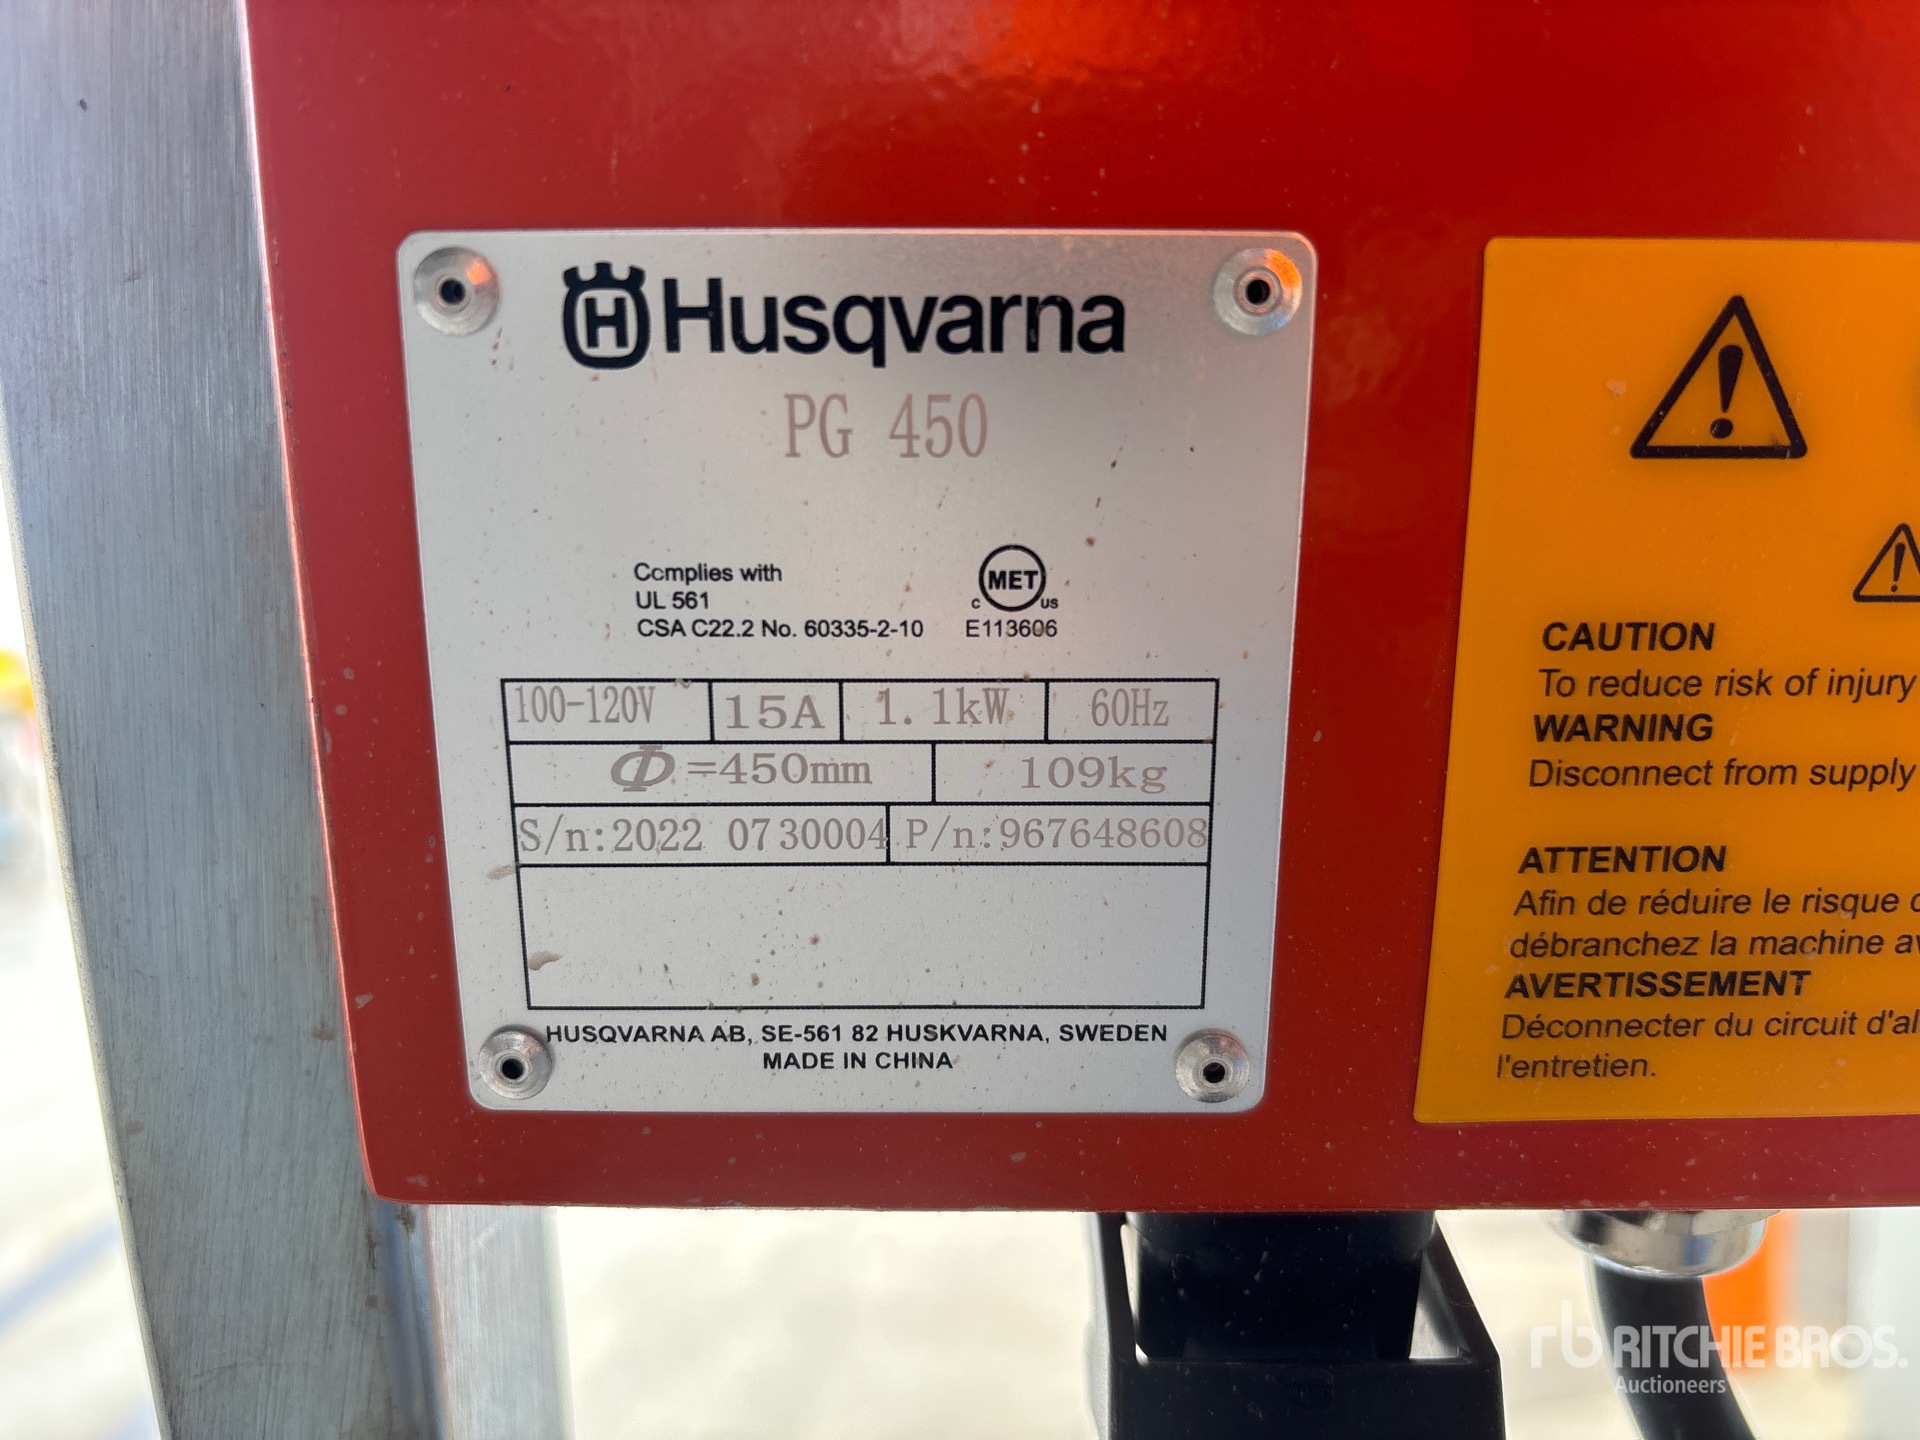 Husqvarna
PG 450
Complies with
UL 561
CSA C22.2 No. 60335-2-10
MET
C US
E113606
100-120V ~ 15A 1.1kW 60Hz
Φ=450mm 109kg
S/n:2022 0730004 P/n:967648608
HUSQVARNA AB, SE-561 82 HUSKVARNA, SWEDEN
MADE IN CHINA
CAUTION
To reduce risk of injury
WARNING
Disconnect from supply
ATTENTION
Afin de réduire le risque
débranchez la machine
AVERTISSEMENT
Déconnecter du circuit
l'entretien.
rb RITCHIE BROS.
Auctioneers